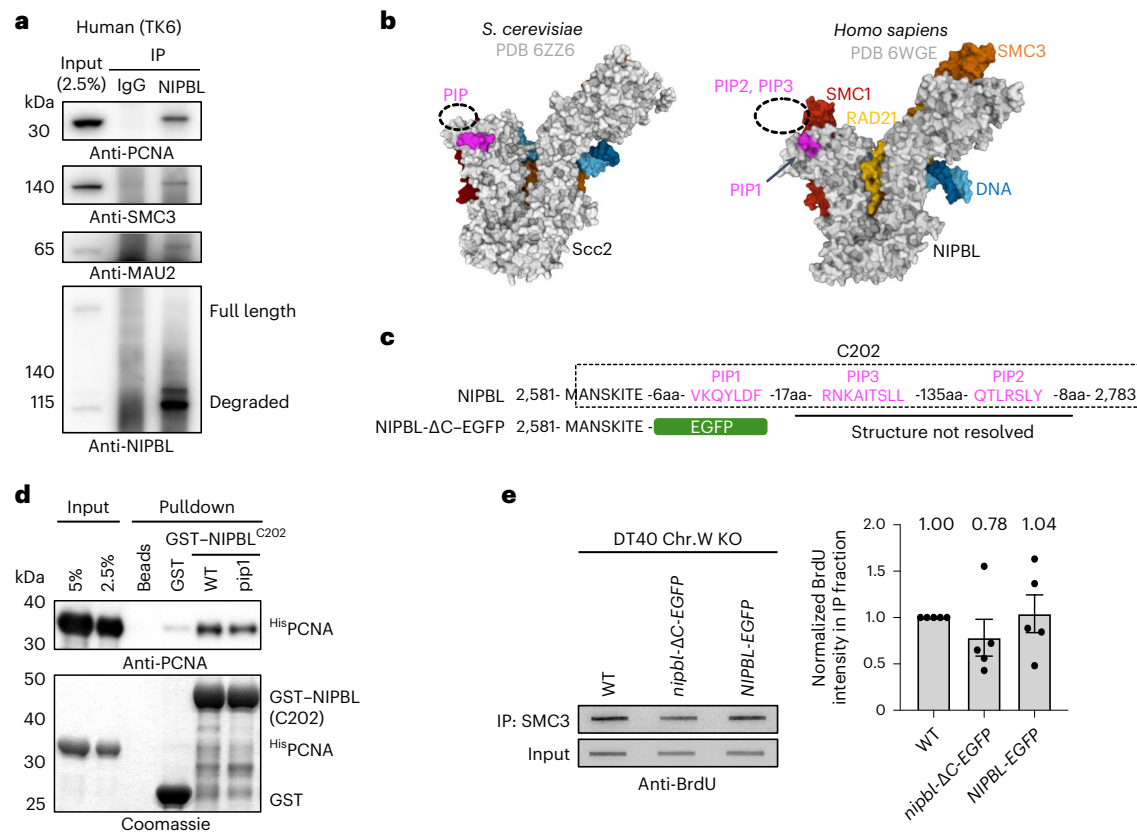 a
Human (TK6)
Input
(2.5%)
IP
IgG
NIPBL
kDa
30
Anti-PCNA
140
Anti-SMC3
65
Anti-MAU2
Full length
140
115
Degraded
Anti-NIPBL
b
S. cerevisiae
PDB 6ZZ6
PIP
Scc2
Homo sapiens
PDB 6WGE
SMC3
PIP2, PIP3
SMC1
RAD21
PIP1
DNA
NIPBL
c
C202
PIP1 PIP3 PIP2
NIPBL 2,581- MANSKITE -6aa- VKQYLDF -17aa- RNKAITSLL -135aa- QTLRSLY -8aa- 2,783
NIPBL-ΔC–EGFP 2,581- MANSKITE - EGFP
Structure not resolved
d
Input
Pulldown
GST–NIPBL^C202
kDa
5%
2.5%
Beads
GST
WT
pip1
40
30
HisPCNA
Anti-PCNA
50
40
30
25
GST–NIPBL
(C202)
HisPCNA
GST
Coomassie
e
DT40 Chr.W KO
WT
nipbl-ΔC-EGFP
NIPBL-EGFP
IP: SMC3
Input
Anti-BrdU
Normalized BrdU
intensity in IP fraction
2.0
1.5
1.0
0.5
0
1.00 0.78 1.04
WT
nipbl-ΔC-EGFP
NIPBL-EGFP